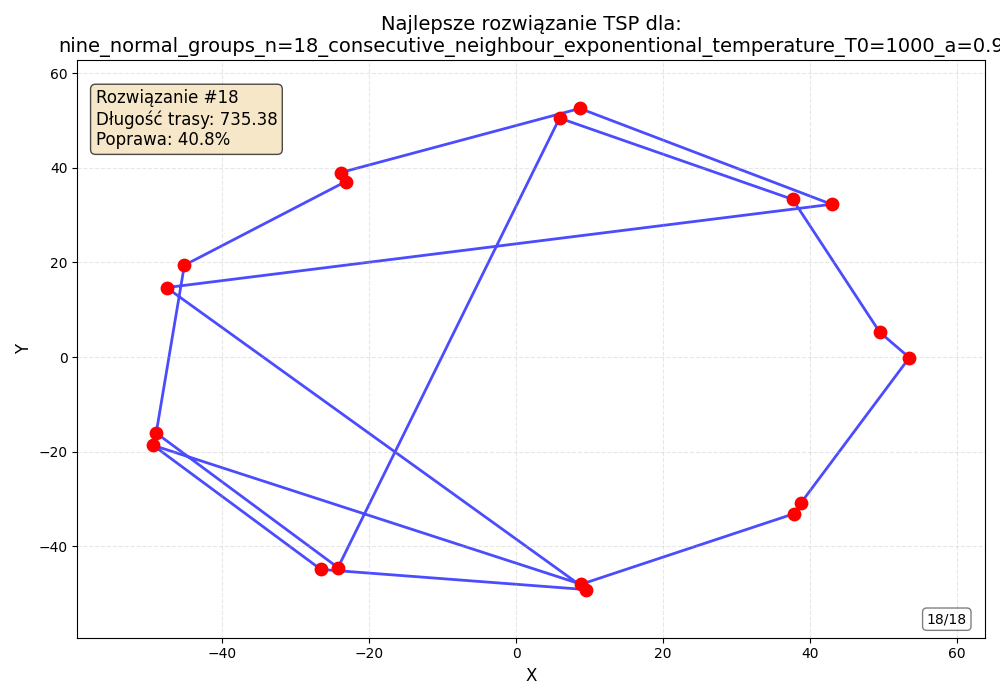 Najlepsze rozwiązanie TSP dla:
nine_normal_groups_n=18_consecutive_neighbour_exponentional_temperature_T0=1000_a=0.9
Rozwiązanie #18
Długość trasy: 735.38
Poprawa: 40.8%
60
40
20
0
−20
−40
Y
18/18
−40
−20
0
20
40
60
X